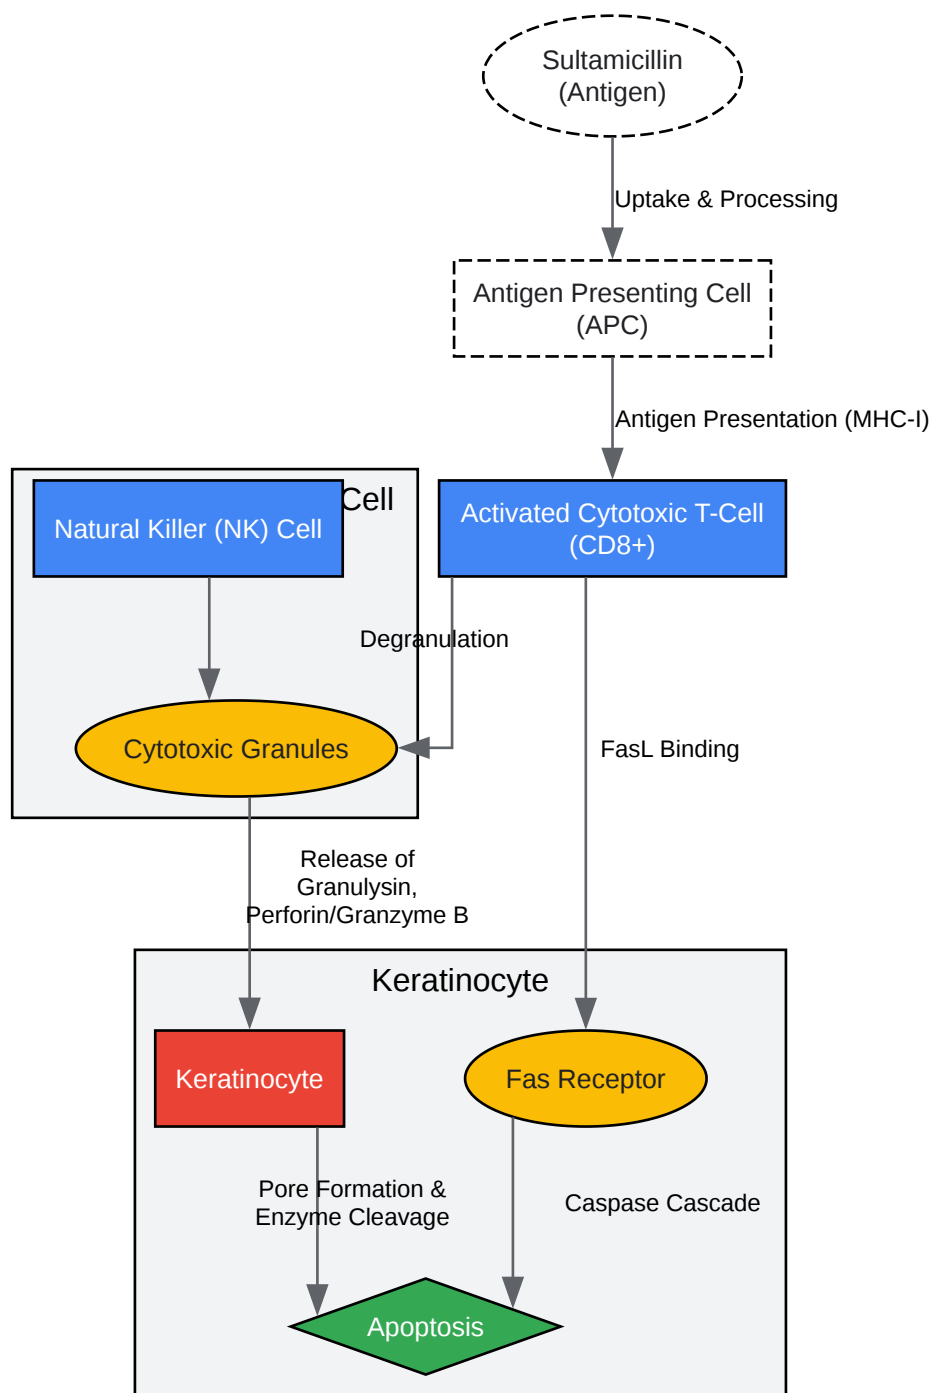 Sultamicillin
(Antigen)
Uptake & Processing
Antigen Presenting Cell
(APC)
Antigen Presentation (MHC-I)
Cell
Natural Killer (NK) Cell
Activated Cytotoxic T-Cell
(CD8+)
Degranulation
Cytotoxic Granules
FasL Binding
Release of
Granulysin,
Perforin/Granzyme B
Keratinocyte
Keratinocyte
Fas Receptor
Pore Formation &
Enzyme Cleavage
Caspase Cascade
Apoptosis